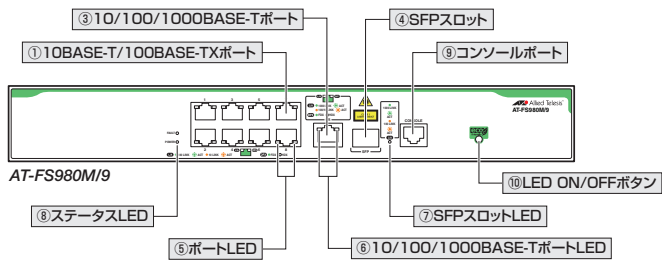 ③10/100/1000BASE-Tポート
④SFPスロット
①10BASE-T/100BASE-TXポート
⑨コンソールポート
Allied Telesis
AT-FS980M/9
CONSOLE
SFP
AT-FS980M/9
⑩LED ON/OFFボタン
⑧ステータスLED
⑦SFPスロットLED
⑤ポートLED
⑥10/100/1000BASE-TポートLED